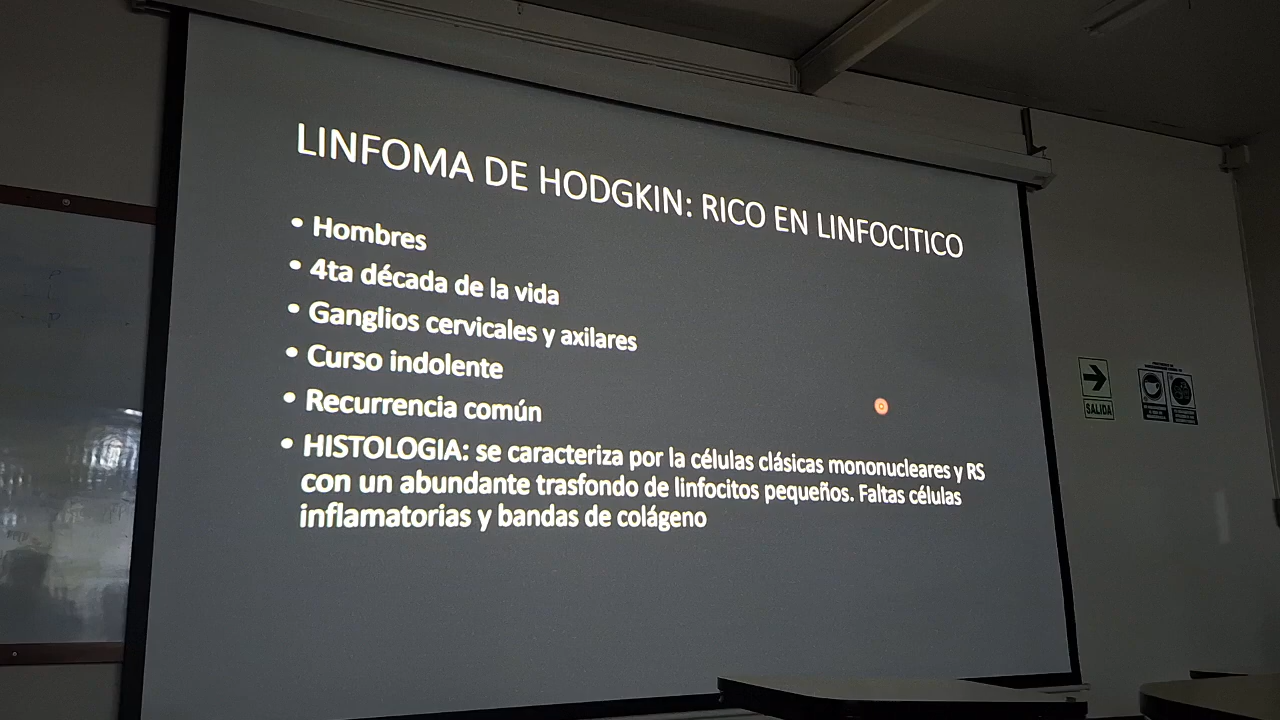 LINFOMA DE HODGKIN: RICO EN LINFOCITICO
• Hombres
• 4ta década de la vida
• Ganglios cervicales y axilares
• Curso indolente
• Recurrencia común
• HISTOLOGIA: se caracteriza por la células clásicas mononucleares y RS
con un abundante trasfondo de linfocitos pequeños. Faltas células
inflamatorias y bandas de colágeno
SALIDA